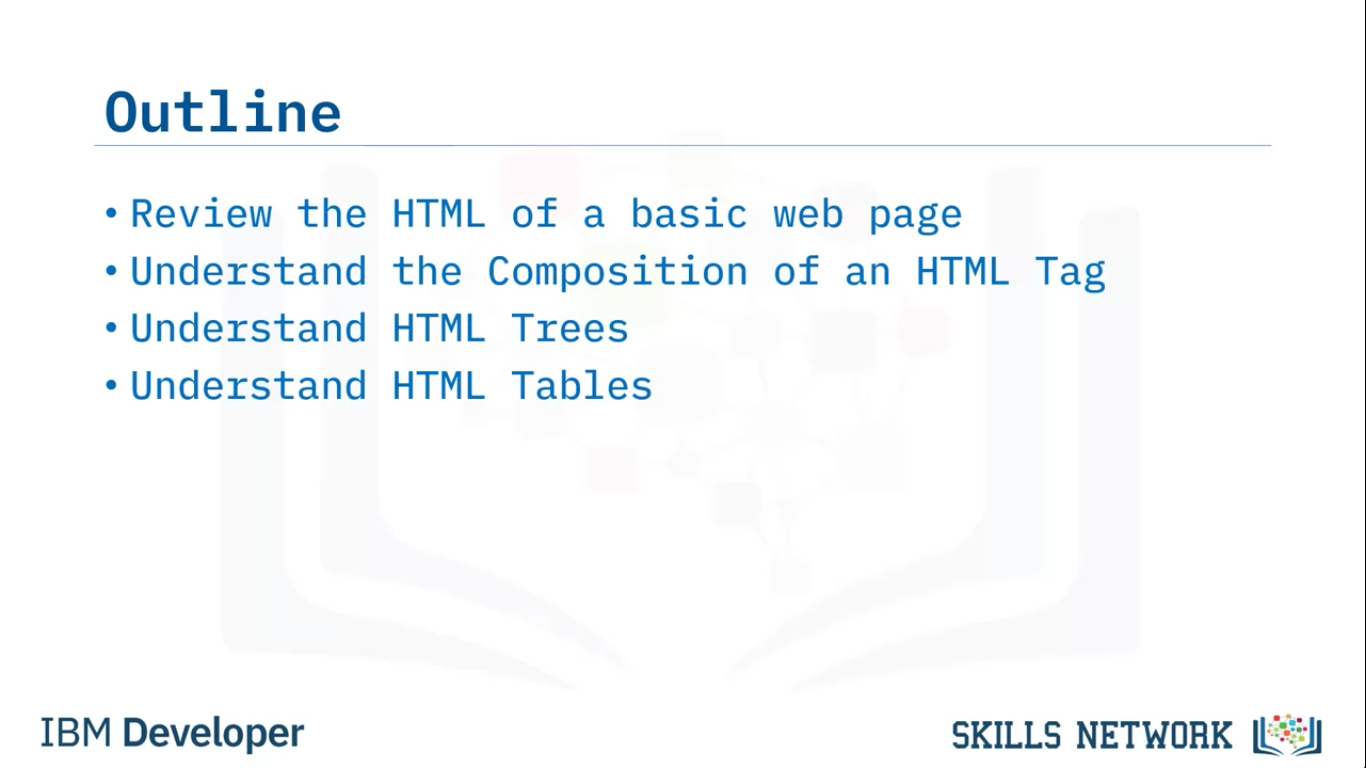 Outline
• Review the HTML of a basic web page
• Understand the Composition of an HTML Tag
• Understand HTML Trees
• Understand HTML Tables
IBM Developer
SKILLS NETWORK